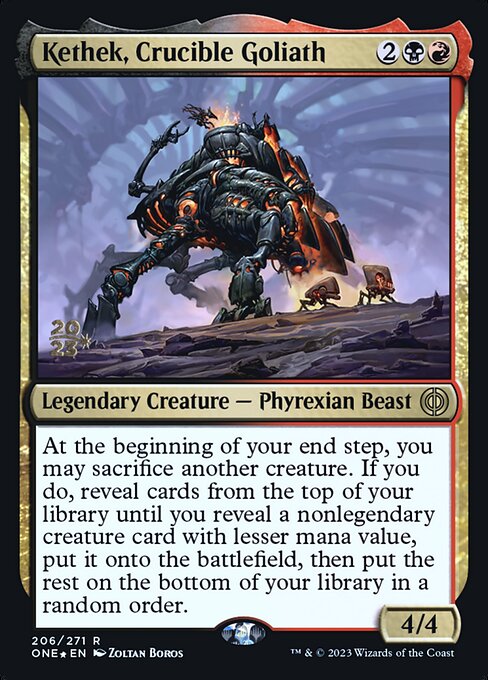 Kethek, Crucible Goliath 2
20
23
Legendary Creature — Phyrexian Beast
At the beginning of your end step, you
may sacrifice another creature. If you
do, reveal cards from the top of your
library until you reveal a nonlegendary
creature card with lesser mana value,
put it onto the battlefield, then put the
rest on the bottom of your library in a
random order.
4/4
206/271 R
ONE★EN Zoltan Boros
™ & © 2023 Wizards of the Coast